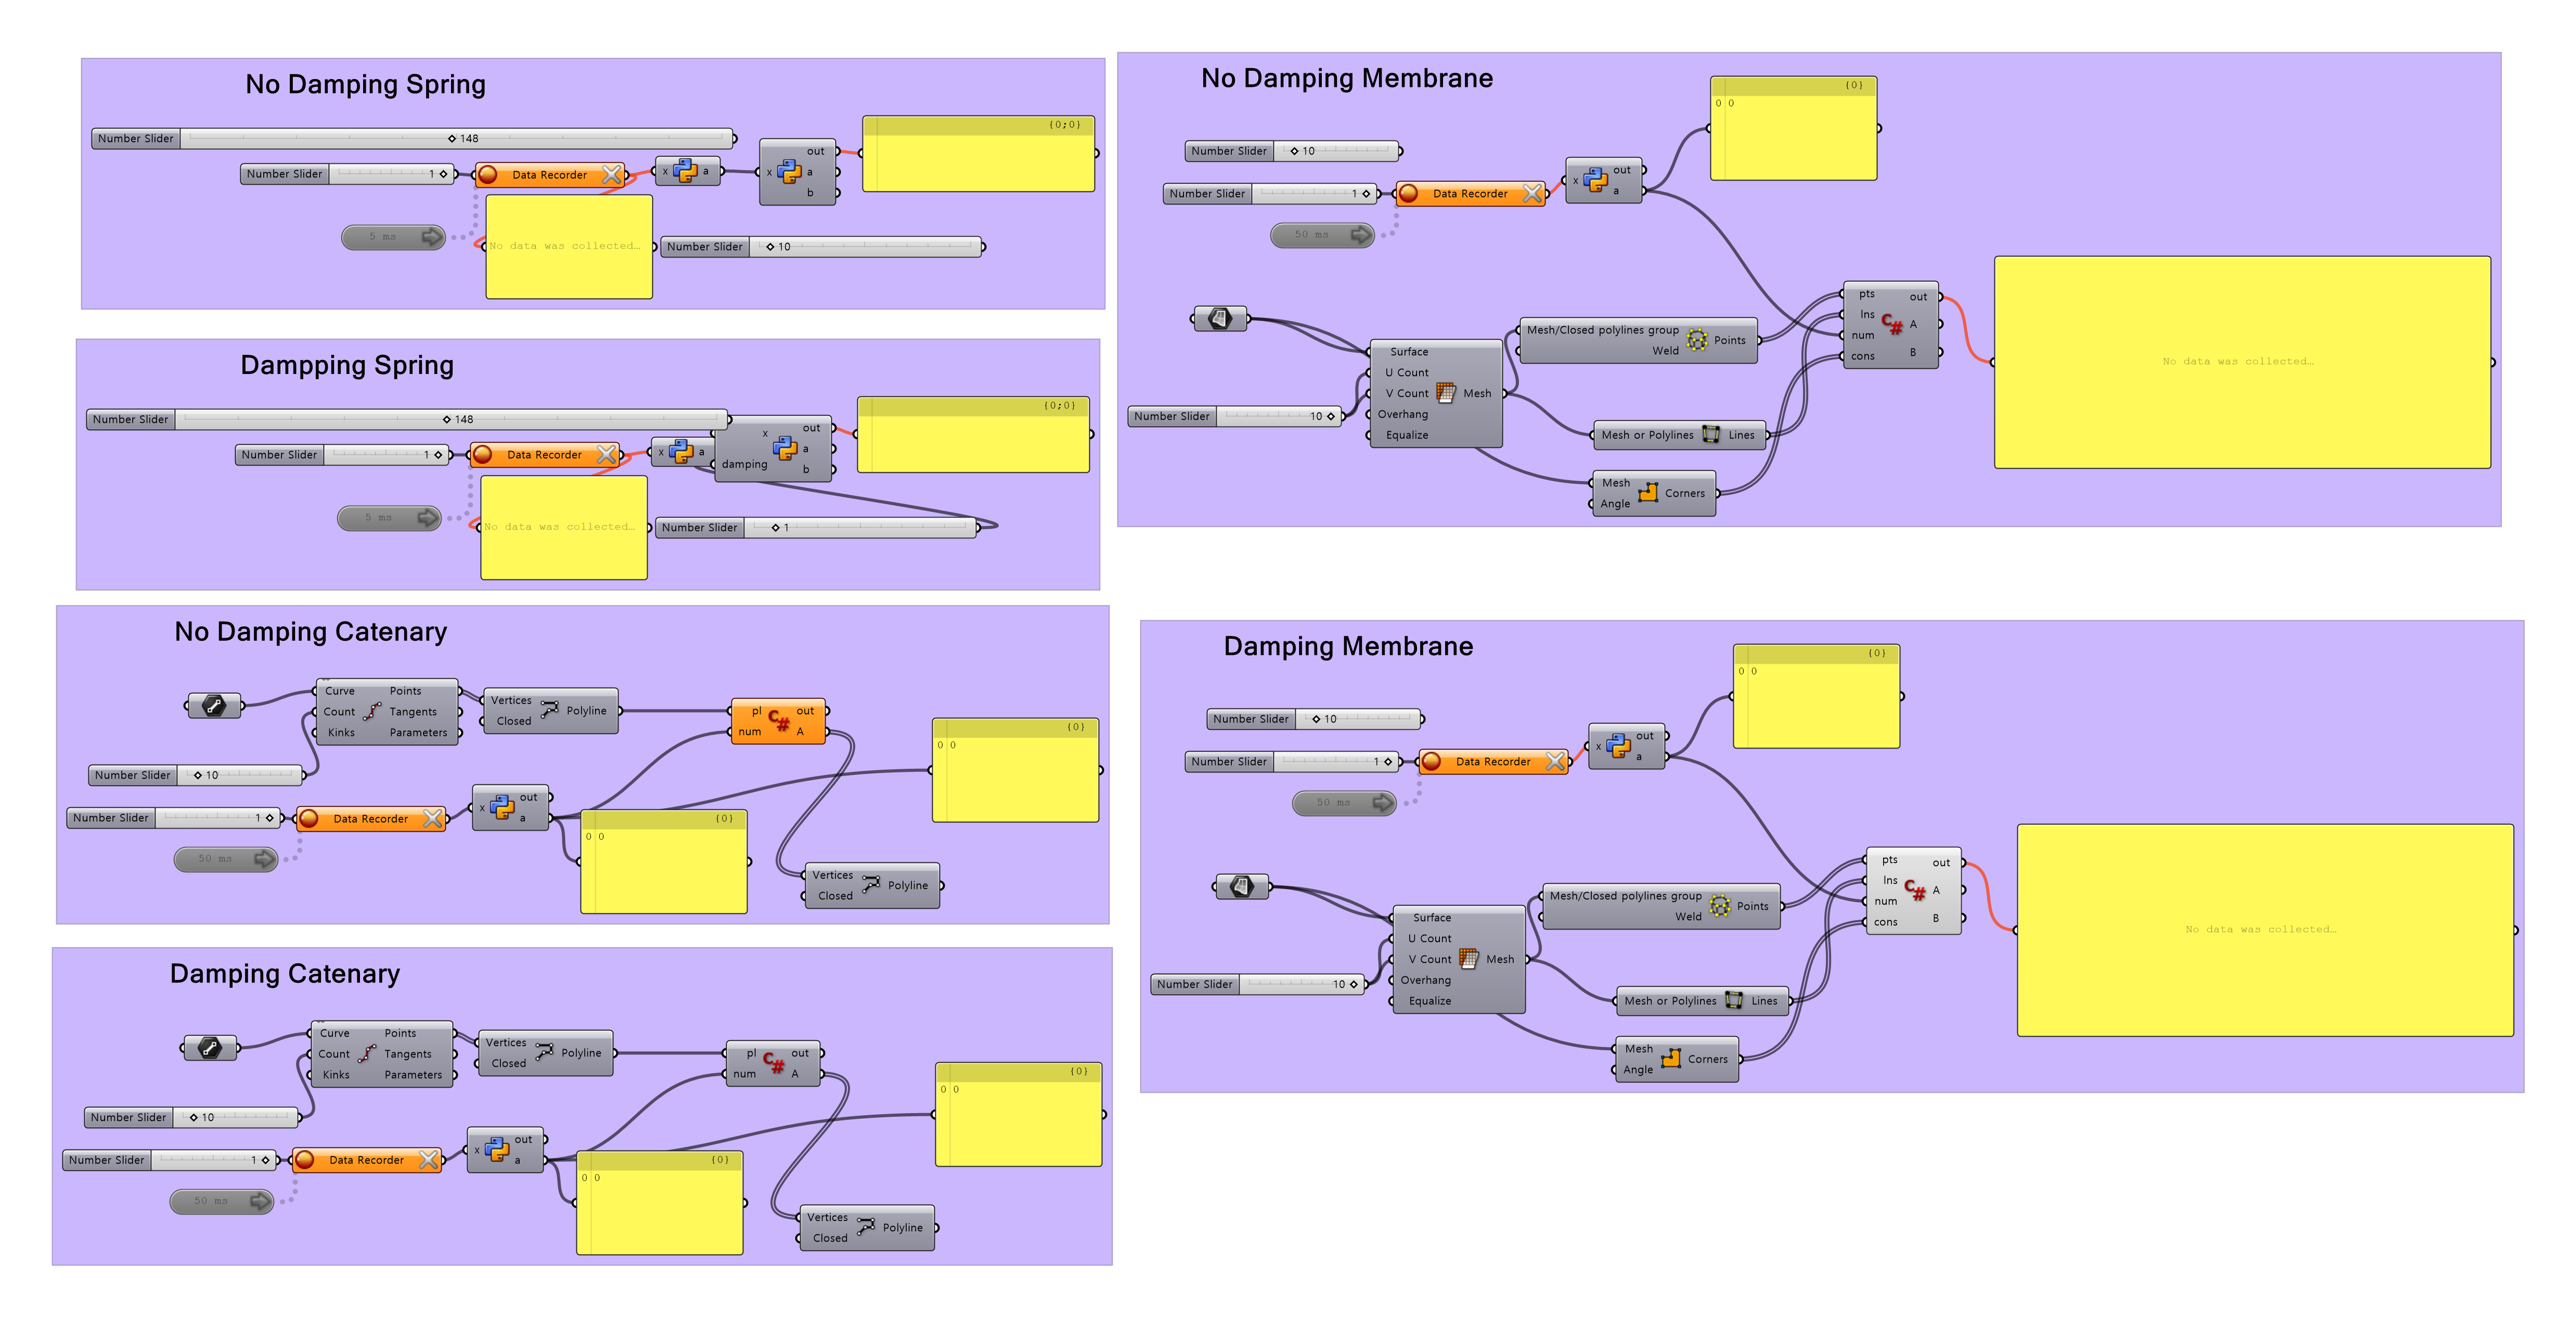 No Damping Spring
Number Slider 148
Number Slider 1
Data Recorder
x a
x out a b
{0;0}
5 ms
No data was collected…
Number Slider 10
Dampping Spring
Number Slider 148
Number Slider 1
Data Recorder
x a
x damping out a b
{0;0}
5 ms
No data was collected…
Number Slider 1
No Damping Catenary
Curve Points
Count Tangents
Kinks Parameters
Vertices Polyline
Closed
pl out
num A
C#
Number Slider 10
Number Slider 1
Data Recorder
x out a
50 ms
{0}
0 0
{0}
0 0
Vertices Polyline
Closed
Damping Catenary
Curve Points
Count Tangents
Kinks Parameters
Vertices Polyline
Closed
pl out
num A
C#
Number Slider 10
Number Slider 1
Data Recorder
x out a
50 ms
{0}
0 0
{0}
0 0
Vertices Polyline
Closed
No Damping Membrane
{0}
0 0
Number Slider 10
Number Slider 1
Data Recorder
x out a
50 ms
Surface
U Count
V Count Mesh
Overhang
Equalize
Number Slider 10
Mesh/Closed polylines group Points
Weld
Mesh or Polylines Lines
Mesh Corners
Angle
pts out
lns A
num B
cons
C#
No data was collected…
Damping Membrane
{0}
0 0
Number Slider 10
Number Slider 1
Data Recorder
x out a
50 ms
Surface
U Count
V Count Mesh
Overhang
Equalize
Number Slider 10
Mesh/Closed polylines group Points
Weld
Mesh or Polylines Lines
Mesh Corners
Angle
pts out
lns A
num B
cons
C#
No data was collected…